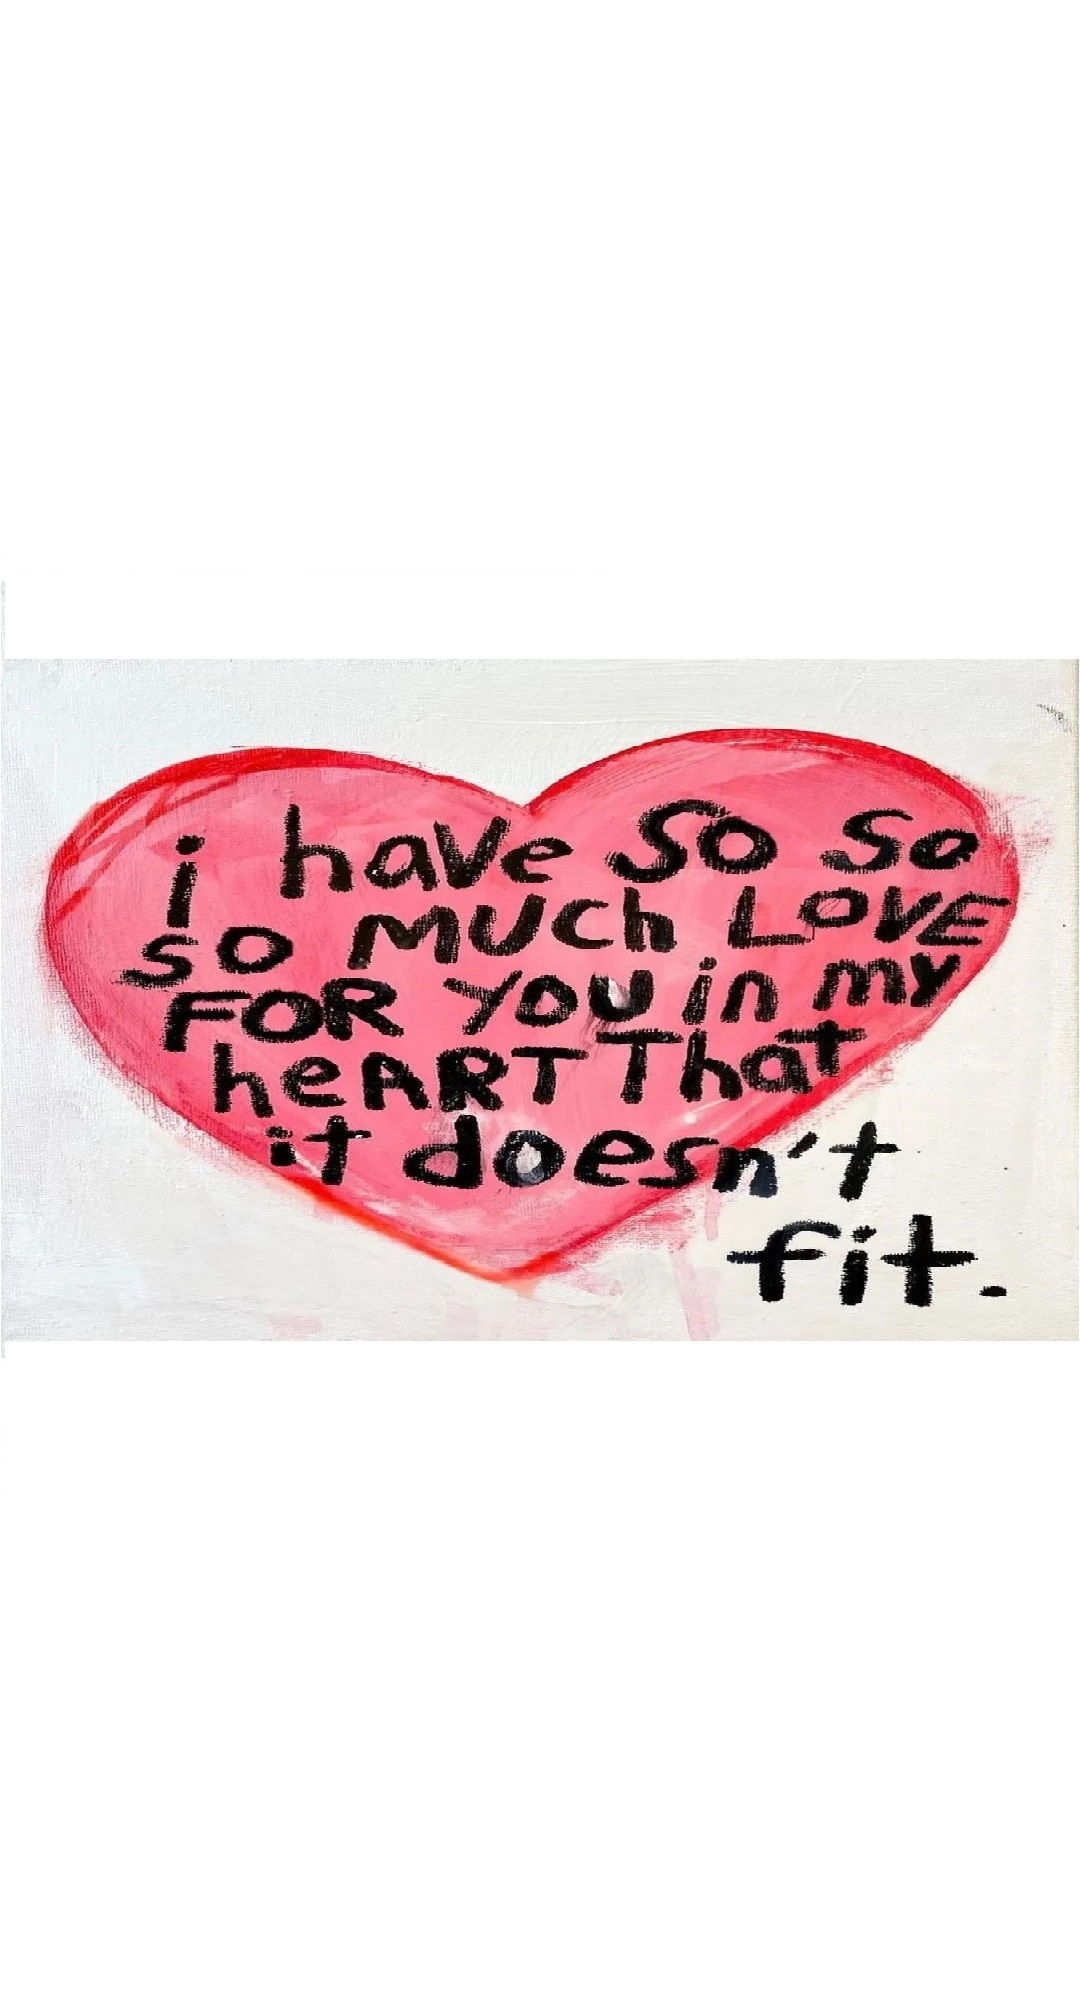 i have so so
so much LOVE
FOR YOU in my
heART That
it doesn't
fit.